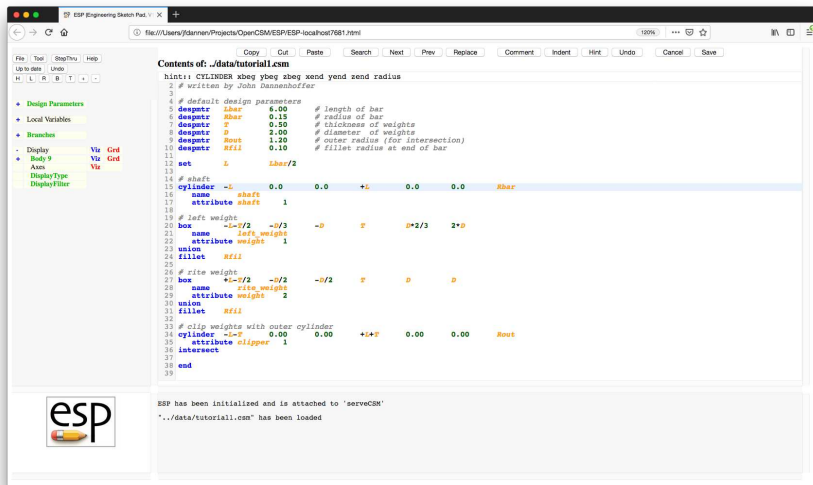 ESP [Engineering Sketch Pad, V
file:///Users/jfdannen/Projects/OpenCSM/ESP/ESP-localhost7681.html
120%
File Tool StepThru Help
Up to date Undo
H L R B T + -
+ Design Parameters
+ Local Variables
+ Branches
- Display Viz Grd
+ Body 9 Viz Grd
Axes Viz
DisplayType
DisplayFilter
Copy Cut Paste Search Next Prev Replace Comment Indent Hint Undo Cancel Save
Contents of: ../data/tutorial1.csm
hint:: CYLINDER xbeg ybeg zbeg xend yend zend radius
2 # written by John Dannenhoffer
3
4 # default design parameters
5 despmtr Lbar 6.00 # length of bar
6 despmtr Rbar 0.15 # radius of bar
7 despmtr T 0.50 # thickness of weights
8 despmtr D 2.00 # diameter of weights
9 despmtr Rout 1.20 # outer radius (for intersection)
10 despmtr Rfil 0.10 # fillet radius at end of bar
11
12 set L Lbar/2
13
14 # shaft
15 cylinder -L 0.0 0.0 +L 0.0 0.0 Rbar
16 name shaft
17 attribute shaft 1
18
19 # left weight
20 box -L-T/2 -D/3 -D T D*2/3 2*D
21 name left_weight
22 attribute weight 1
23 union
24 fillet Rfil
25
26 # rite weight
27 box +L-T/2 -D/2 -D/2 T D D
28 name rite_weight
29 attribute weight 2
30 union
31 fillet Rfil
32
33 # clip weights with outer cylinder
34 cylinder -L-T 0.00 0.00 +L+T 0.00 0.00 Rout
35 attribute clipper 1
36 intersect
37
38 end
39
esp
ESP has been initialized and is attached to 'serveCSM'
"../data/tutorial1.csm" has been loaded